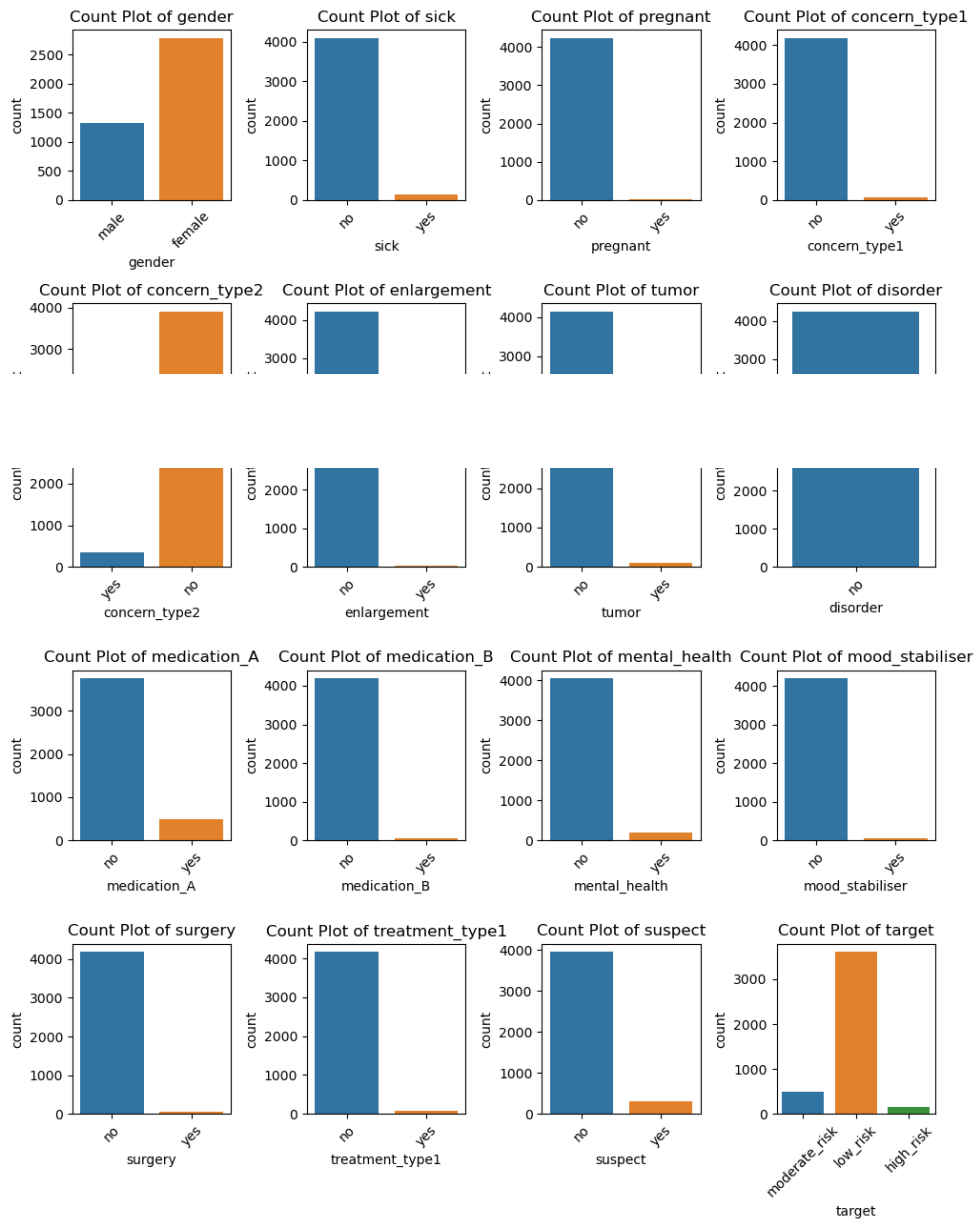 Count Plot of gender
2500
2000
1500
1000
500
0
count
male
female
gender
Count Plot of sick
4000
3000
2000
1000
0
count
no
yes
sick
Count Plot of pregnant
4000
3000
2000
1000
0
count
no
yes
pregnant
Count Plot of concern_type1
4000
3000
2000
1000
0
count
no
yes
concern_type1
Count Plot of concern_type2
4000
3000
2000
1000
0
count
yes
no
concern_type2
Count Plot of enlargement
4000
3000
2000
1000
0
count
no
yes
enlargement
Count Plot of tumor
4000
3000
2000
1000
0
count
no
yes
tumor
Count Plot of disorder
4000
3000
2000
1000
0
count
no
disorder
Count Plot of medication_A
3000
2000
1000
0
count
no
yes
medication_A
Count Plot of medication_B
4000
3000
2000
1000
0
count
no
yes
medication_B
Count Plot of mental_health
4000
3000
2000
1000
0
count
no
yes
mental_health
Count Plot of mood_stabiliser
4000
3000
2000
1000
0
count
no
yes
mood_stabiliser
Count Plot of surgery
4000
3000
2000
1000
0
count
no
yes
surgery
Count Plot of treatment_type1
4000
3000
2000
1000
0
count
no
yes
treatment_type1
Count Plot of suspect
4000
3000
2000
1000
0
count
no
yes
suspect
Count Plot of target
3000
2000
1000
0
count
moderate_risk
low_risk
high_risk
target